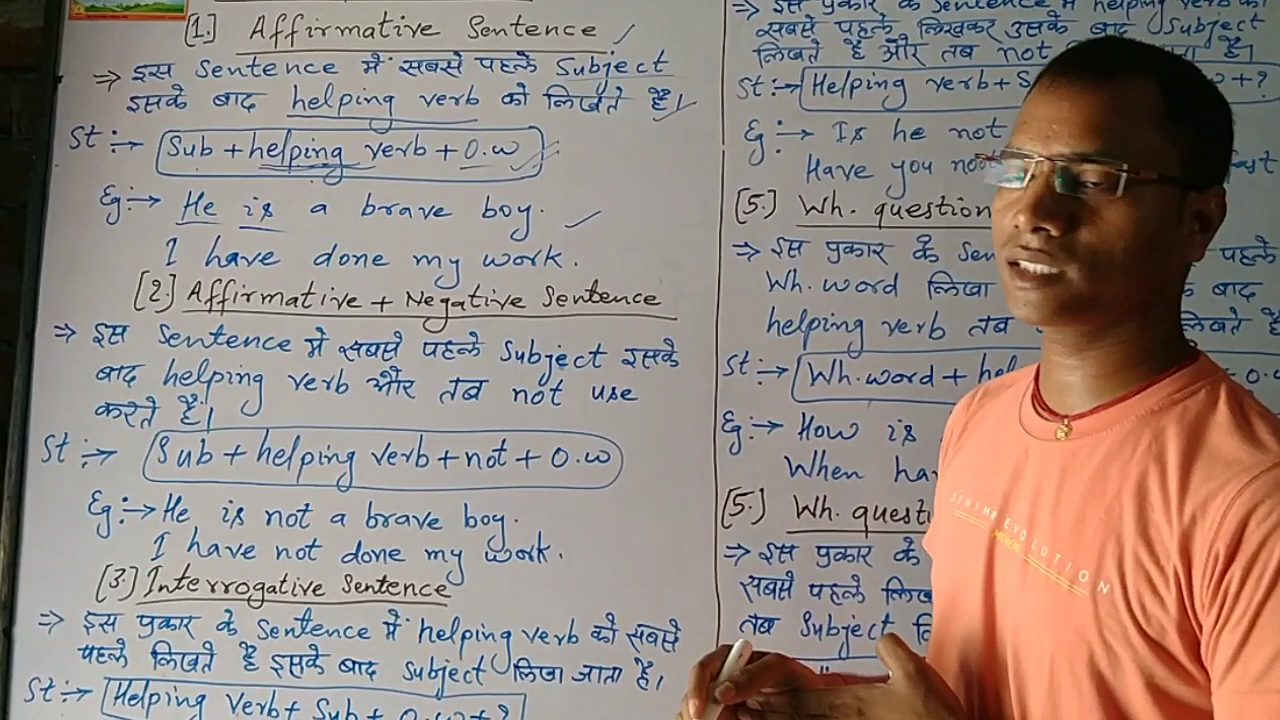 [1.] Affirmative Sentence
⇒ इस Sentence में सबसे पहले Subject
इसके बाद helping verb को लिखते है।
St :→ Sub + helping verb + O.w
Eg:→ He is a brave boy.
I have done my work.
[2.] Affirmative + Negative Sentence
⇒ इस Sentence में सबसे पहले Subject इसके
बाद helping verb और तब not use
करते है।
St :→ Sub + helping verb + not + O.w
Eg:→ He is not a brave boy.
I have not done my work.
[3.] Interrogative Sentence
⇒ इस प्रकार के Sentence में helping verb को सबसे
पहले लिखते है इसके बाद Subject लिखा जाता है।
St :→ Helping Verb + Sub + O.w + ?
⇒ इस प्रकार के Sentence में helping verb को
सबसे पहले लिखकर उसके बाद Subject
लिखते है और तब not है।
St :→ Helping verb + S + ?
Eg:→ Is he not
Have you not
[5.] Wh. question
⇒ इस प्रकार के Sen पहले
Wh. word लिखा के बाद
helping verb तब लिखते है
St :→ Wh. word + hel
Eg:→ How is
When ha
[5.] Wh. questi
⇒ इस प्रकार के
सबसे पहले लिख
तब Subject लि
DENIM EVOLUTION